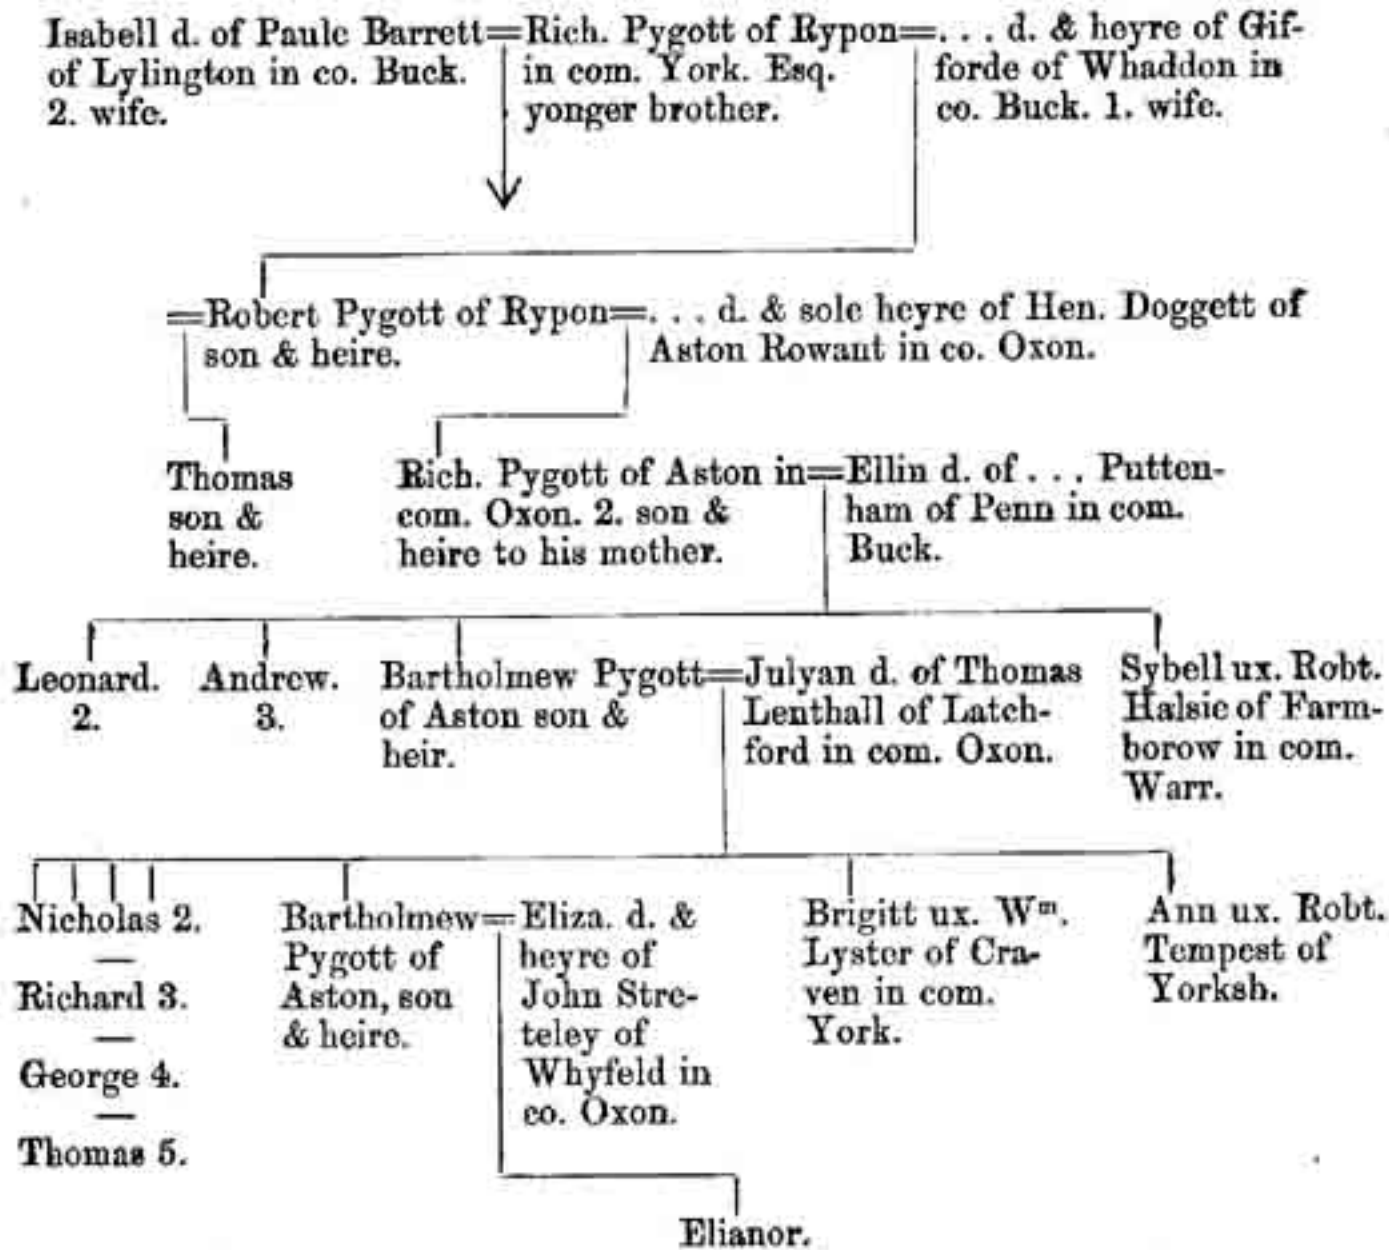 Isabell d. of Paule Barrett=Rich. Pygott of Rypon=. . . d. & heyre of Gif-
of Lylington in co. Buck. in com. York. Esq. forde of Whaddon in
2. wife. yonger brother. co. Buck. 1. wife.
=Robert Pygott of Rypon=. . . d. & sole heyre of Hen. Doggett of
son & heire. Aston Rowant in co. Oxon.
Thomas
son &
heire.
Rich. Pygott of Aston in=Ellin d. of . . . Putten-
com. Oxon. 2. son & ham of Penn in com.
heire to his mother. Buck.
Leonard.
2.
Andrew.
3.
Bartholmew Pygott=Julyan d. of Thomas
of Aston son & Lenthall of Latch-
heir. ford in com. Oxon.
Sybell ux. Robt.
Halsie of Farm-
borow in com.
Warr.
Nicholas 2.
—
Richard 3.
—
George 4.
—
Thomas 5.
Bartholmew=Eliza. d. &
Pygott of heyre of
Aston, son John Stre-
& heire. teley of
Whyfeld in
co. Oxon.
Brigitt ux. Wᵐ.
Lyster of Cra-
ven in com.
York.
Ann ux. Robt.
Tempest of
Yorksh.
Elianor.